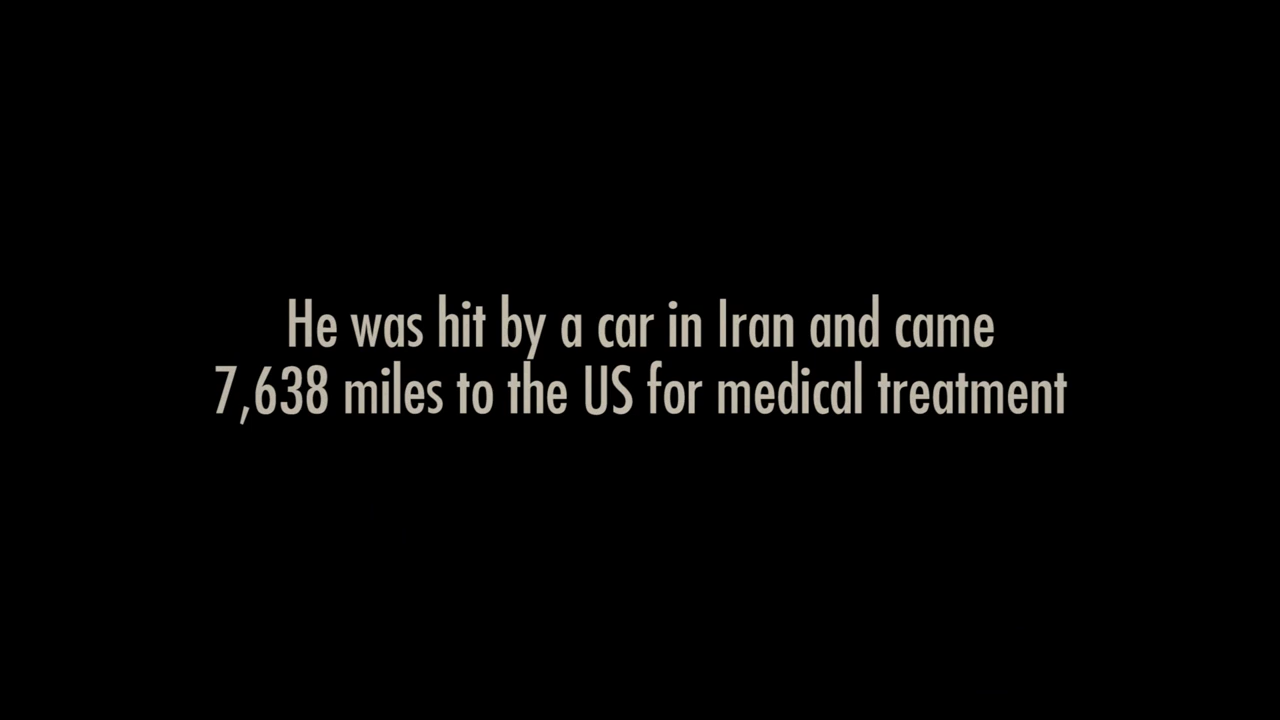 He was hit by a car in Iran and came
7,638 miles to the US for medical treatment